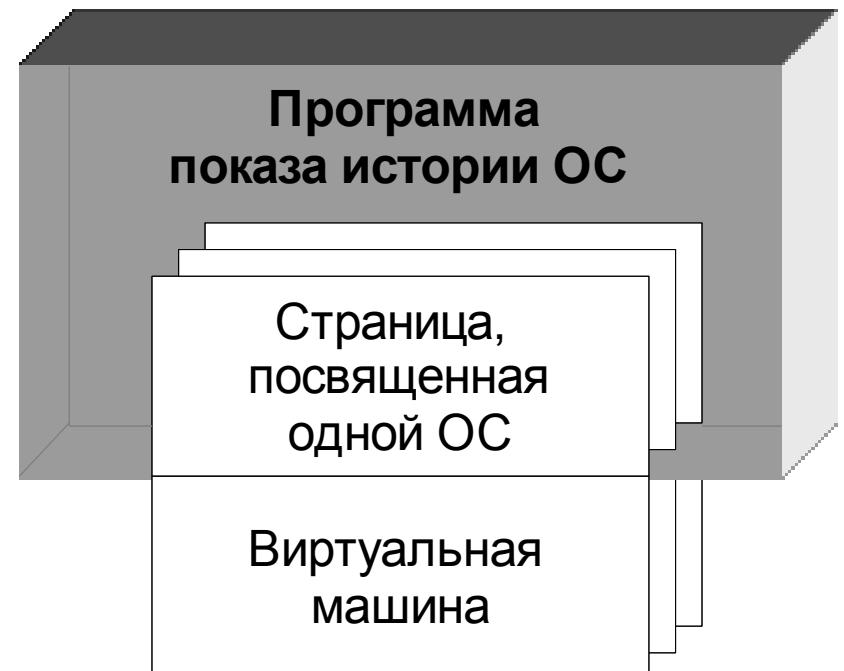 Программа
показа истории ОС
Страница,
посвященная
одной ОС
Виртуальная
машина